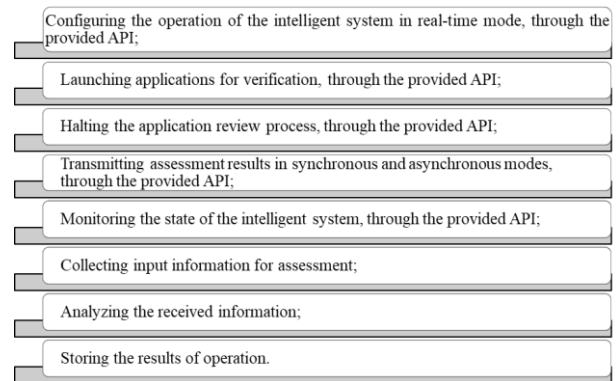 Configuring the operation of the intelligent system in real-time mode, through the
provided API;
Launching applications for verification, through the provided API;
Halting the application review process, through the provided API;
Transmitting assessment results in synchronous and asynchronous modes,
through the provided API;
Monitoring the state of the intelligent system, through the provided API;
Collecting input information for assessment;
Analyzing the received information;
Storing the results of operation.